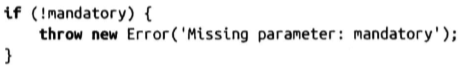 if (!mandatory) {
    throw new Error('Missing parameter: mandatory');
}